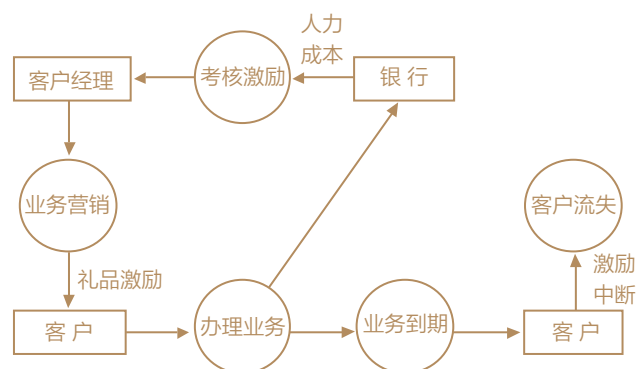 人力
成本
客户经理
考核激励
银行
业务营销
客户流失
礼品激励
激励
中断
客户
办理业务
业务到期
客户